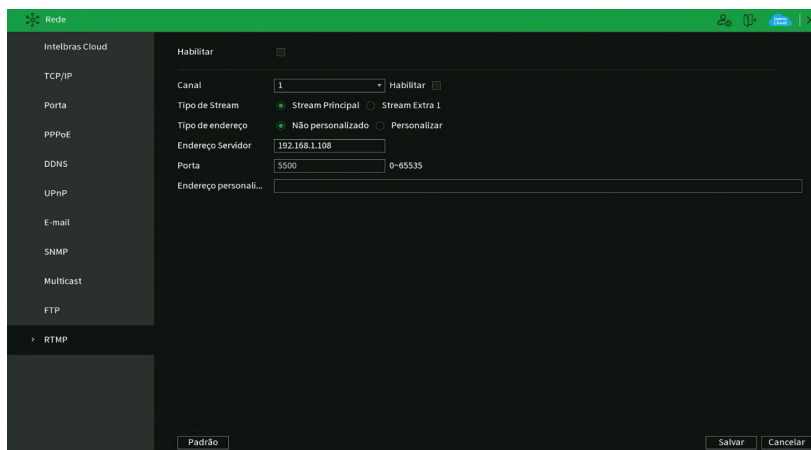 Rede
Intelbras Cloud
TCP/IP
Porta
PPPoE
DDNS
UPnP
E-mail
SNMP
Multicast
FTP
> RTMP
Habilitar
Canal 1 Habilitar
Tipo de Stream Stream Principal Stream Extra 1
Tipo de endereço Não personalizado Personalizar
Endereço Servidor 192.168.1.108
Porta 5500 0~65535
Endereço personali...
Padrão Salvar Cancelar